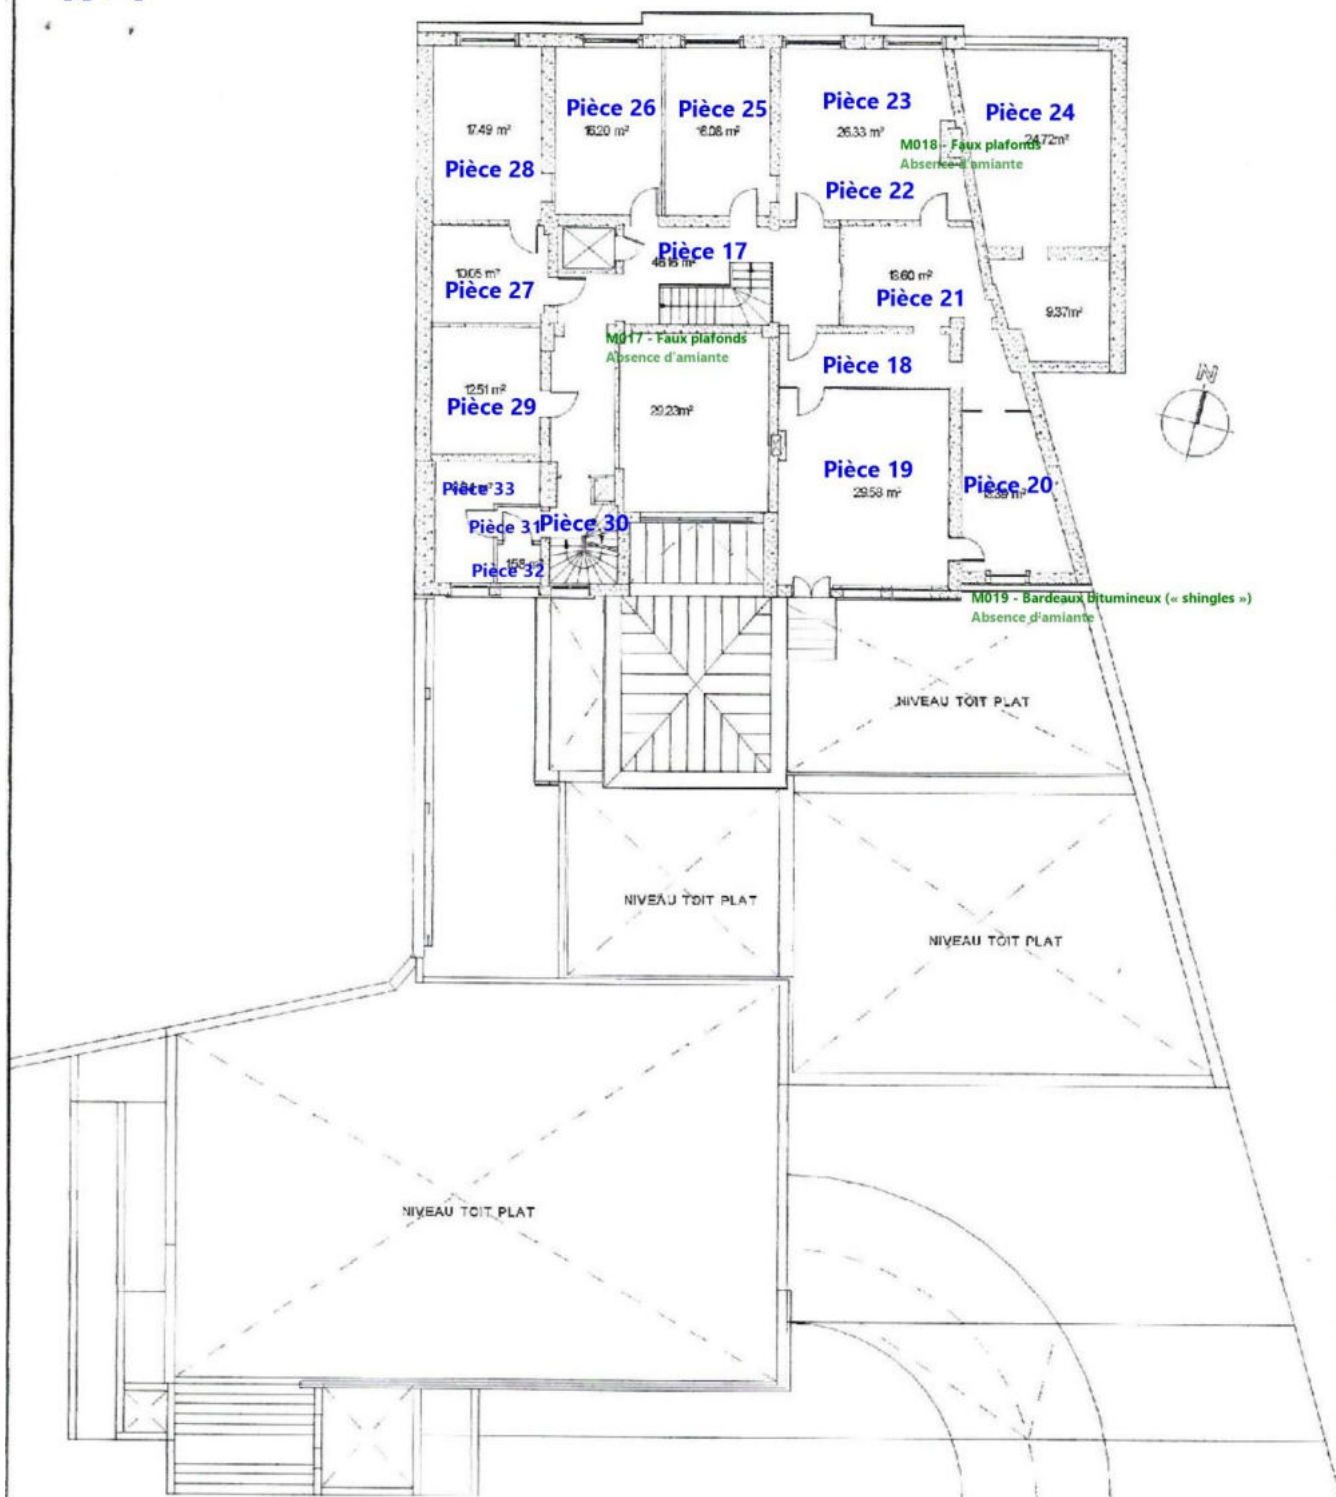 Pièce 26
Pièce 25
Pièce 23
Pièce 24
17.49 m²
16.20 m²
16.08 m²
26.33 m²
24.72m²
M018 - Faux plafonds
Absence d'amiante
Pièce 28
Pièce 22
Pièce 17
10.05 m²
18.60 m²
Pièce 27
Pièce 21
9.37m²
M017 - Faux plafonds
Absence d'amiante
Pièce 18
12.51 m²
Pièce 29
29.23m²
N
Pièce 19
29.58 m²
Pièce 20
Pièce 33
Pièce 31
Pièce 30
Pièce 32
M019 - Bardeaux bitumineux (« shingles »)
Absence d'amiante
NIVEAU TOIT PLAT
NIVEAU TOIT PLAT
NIVEAU TOIT PLAT
NIVEAU TOIT PLAT